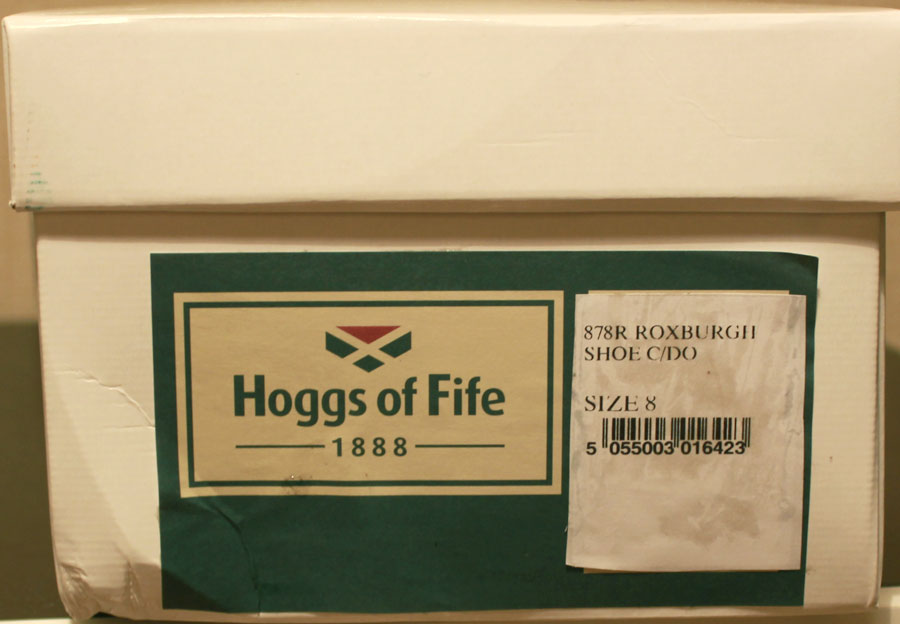 Hoggs of Fife
1888
878R ROXBURGH
SHOE C/DO
SIZE 8
5 055003 016423